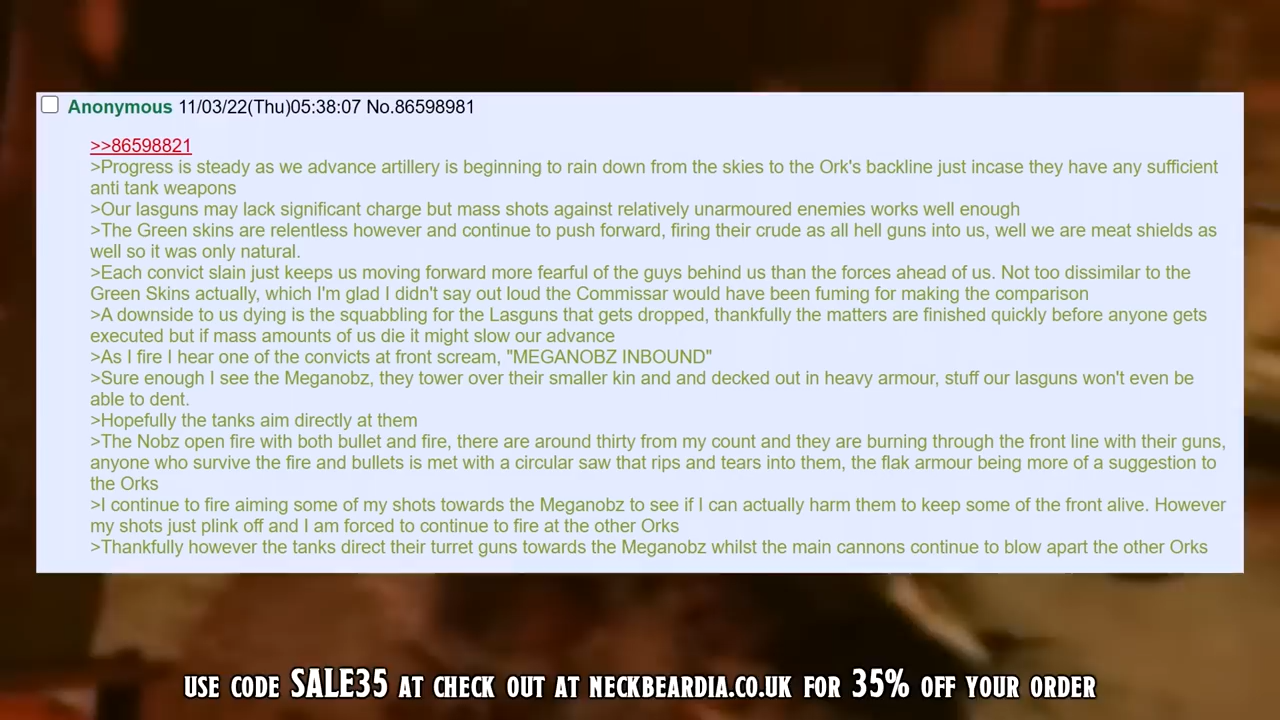 Anonymous 11/03/22(Thu)05:38:07 No.86598981
>>86598821
>Progress is steady as we advance artillery is beginning to rain down from the skies to the Ork's backline just incase they have any sufficient
anti tank weapons
>Our lasguns may lack significant charge but mass shots against relatively unarmoured enemies works well enough
>The Green skins are relentless however and continue to push forward, firing their crude as all hell guns into us, well we are meat shields as
well so it was only natural.
>Each convict slain just keeps us moving forward more fearful of the guys behind us than the forces ahead of us. Not too dissimilar to the
Green Skins actually, which I'm glad I didn't say out loud the Commissar would have been fuming for making the comparison
>A downside to us dying is the squabbling for the Lasguns that gets dropped, thankfully the matters are finished quickly before anyone gets
executed but if mass amounts of us die it might slow our advance
>As I fire I hear one of the convicts at front scream, "MEGANOBZ INBOUND"
>Sure enough I see the Meganobz, they tower over their smaller kin and and decked out in heavy armour, stuff our lasguns won't even be
able to dent.
>Hopefully the tanks aim directly at them
>The Nobz open fire with both bullet and fire, there are around thirty from my count and they are burning through the front line with their guns,
anyone who survive the fire and bullets is met with a circular saw that rips and tears into them, the flak armour being more of a suggestion to
the Orks
>I continue to fire aiming some of my shots towards the Meganobz to see if I can actually harm them to keep some of the front alive. However
my shots just plink off and I am forced to continue to fire at the other Orks
>Thankfully however the tanks direct their turret guns towards the Meganobz whilst the main cannons continue to blow apart the other Orks
USE CODE SALE35 AT CHECK OUT AT NECKBEARDIA.CO.UK FOR 35% OFF YOUR ORDER